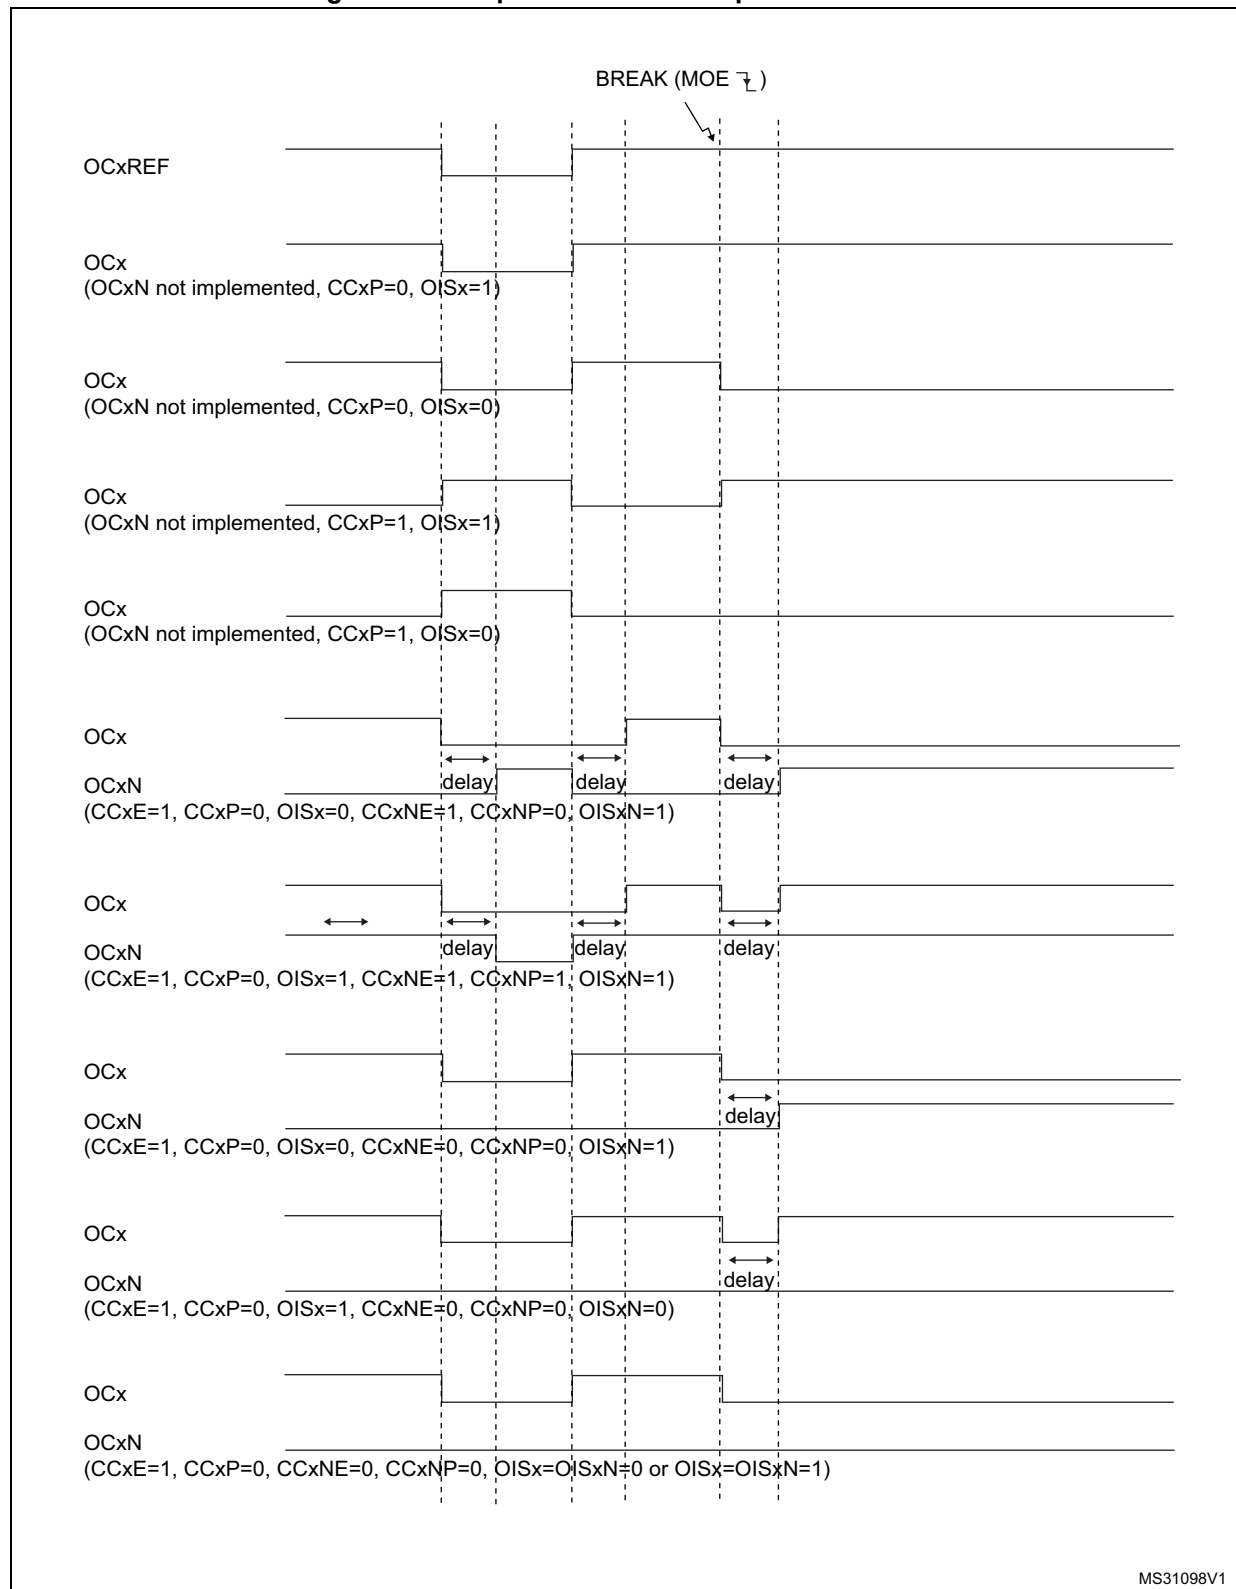 BREAK (MOE )
OCxREF
OCx
(OCxN not implemented, CCxP=0, OISx=1)
OCx
(OCxN not implemented, CCxP=0, OISx=0)
OCx
(OCxN not implemented, CCxP=1, OISx=1)
OCx
(OCxN not implemented, CCxP=1, OISx=0)
OCx
delay delay delay
OCxN
(CCxE=1, CCxP=0, OISx=0, CCxNE=1, CCxNP=0, OISxN=1)
OCx
delay delay delay
OCxN
(CCxE=1, CCxP=0, OISx=1, CCxNE=1, CCxNP=1, OISxN=1)
OCx
delay
OCxN
(CCxE=1, CCxP=0, OISx=0, CCxNE=0, CCxNP=0, OISxN=1)
OCx
delay
OCxN
(CCxE=1, CCxP=0, OISx=1, CCxNE=0, CCxNP=0, OISxN=0)
OCx
OCxN
(CCxE=1, CCxP=0, CCxNE=0, CCxNP=0, OISx=OISxN=0 or OISx=OISxN=1)
MS31098V1